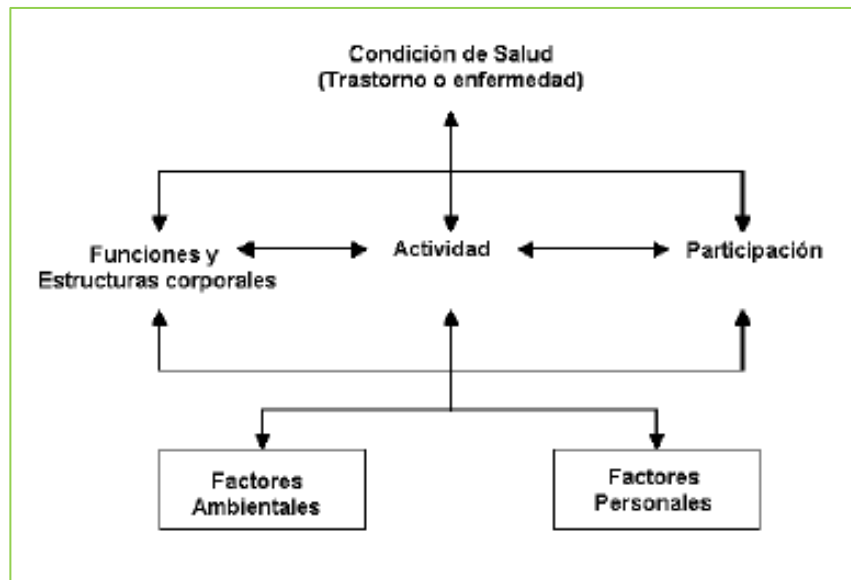 Condición de Salud
(Trastorno o enfermedad)
Funciones y
Estructuras corporales
Actividad
Participación
Factores
Ambientales
Factores
Personales